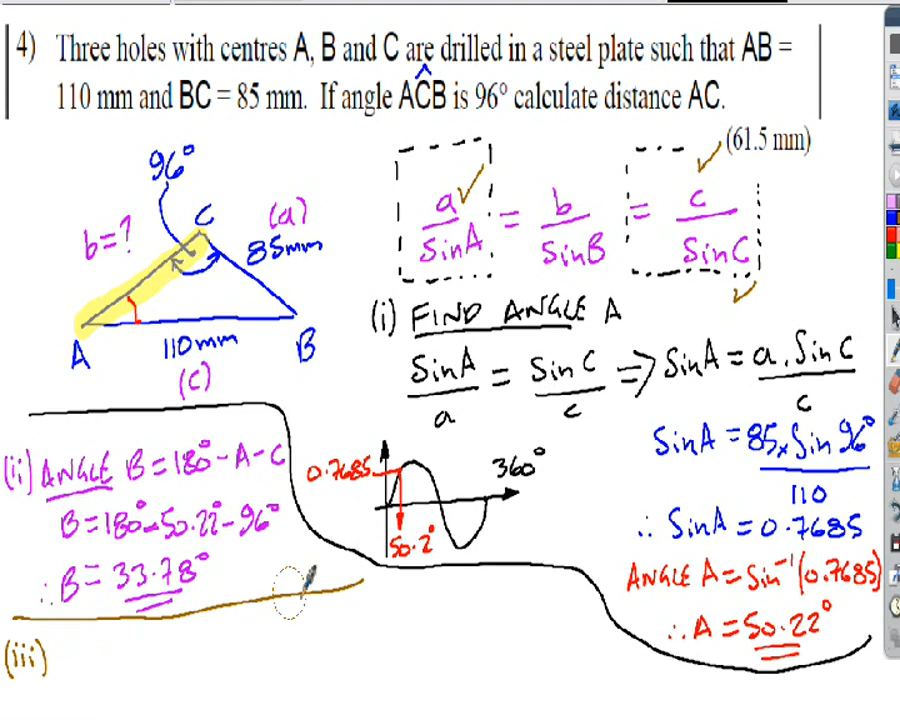 4) Three holes with centres A, B and C are drilled in a steel plate such that AB =
110 mm and BC = 85 mm. If angle AĈB is 96° calculate distance AC.
(61.5 mm)
96°
C
(a)
85mm
b=?
A
110mm
B
(c)
a/SinA = b/SinB = c/SinC
(i) FIND ANGLE A
SinA/a = SinC/c => SinA = a.SinC/c
SinA = 85 x Sin 96°/110
∴ SinA = 0.7685
ANGLE A = Sin⁻¹(0.7685)
∴ A = 50.22°
0.7685
360°
50.2°
(ii) ANGLE B = 180° - A - C
B = 180° - 50.22° - 96°
∴ B = 33.78°
(iii)